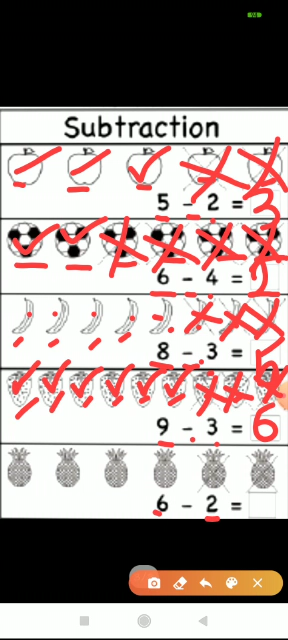 Subtraction
5 - 2 = 3
6 - 4 = 2
8 - 3 = 5
9 - 3 = 6
6 - 2 =